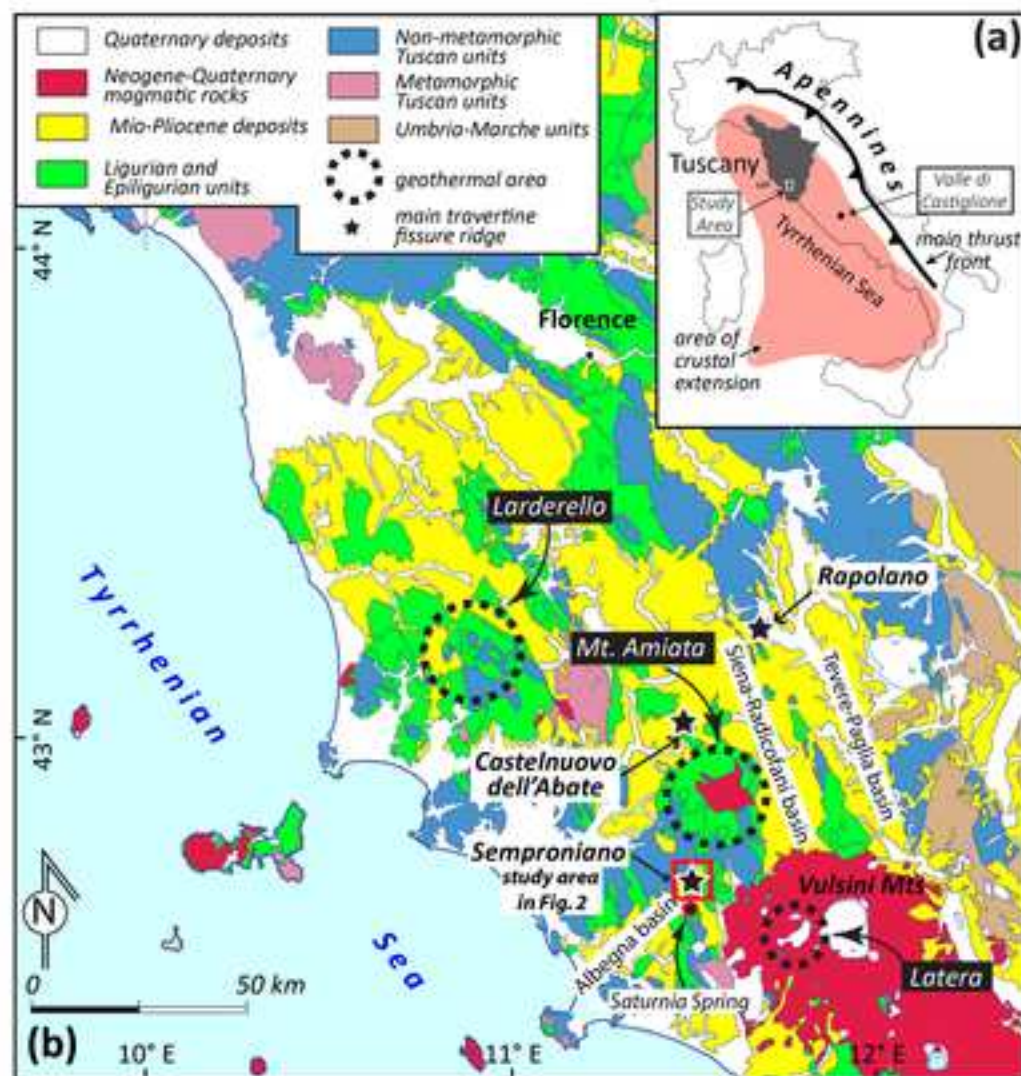 Quaternary deposits
Neogene-Quaternary
magmatic rocks
Mio-Pliocene deposits
Ligurian and
Epiligurian units
Non-metamorphic
Tuscan units
Metamorphic
Tuscan units
Umbria-Marche units
geothermal area
main travertine
fissure ridge
(a)
Apennines
Tuscany
Study
Area
Valle di
Castiglione
Tyrrhenian Sea
main thrust
front
area of
crustal
extension
44° N
Florence
Larderello
Rapolano
Mt. Amiata
Siena-Radicofani basin
Tevere-Paglia basin
Tyrrhenian
Sea
43° N
Castelnuovo
dell'Abate
Semproniano
study area
in Fig.2
Vulsini Mts
Albegna basin
Latera
Saturnia Spring
N
0 50 km
(b)
10° E
11° E
12° E